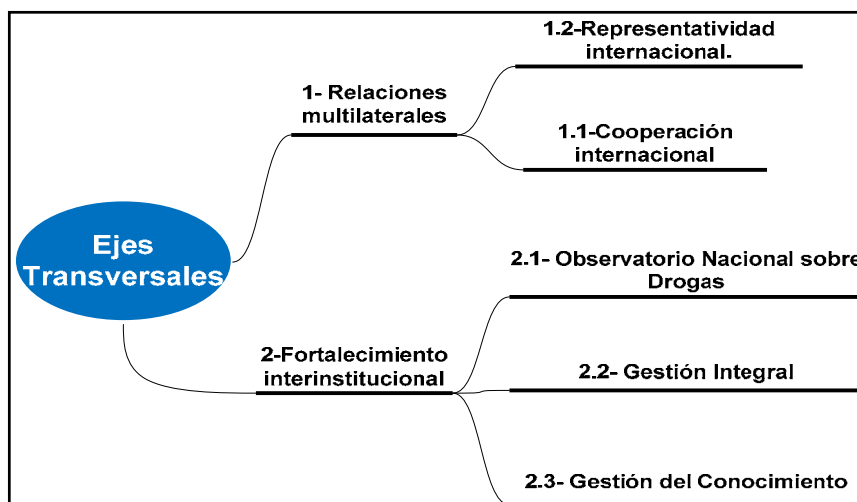 Ejes
Transversales
1- Relaciones
multilaterales
1.2-Representatividad
internacional.
1.1-Cooperación
internacional
2-Fortalecimiento
interinstitucional
2.1- Observatorio Nacional sobre
Drogas
2.2- Gestión Integral
2.3- Gestión del Conocimiento